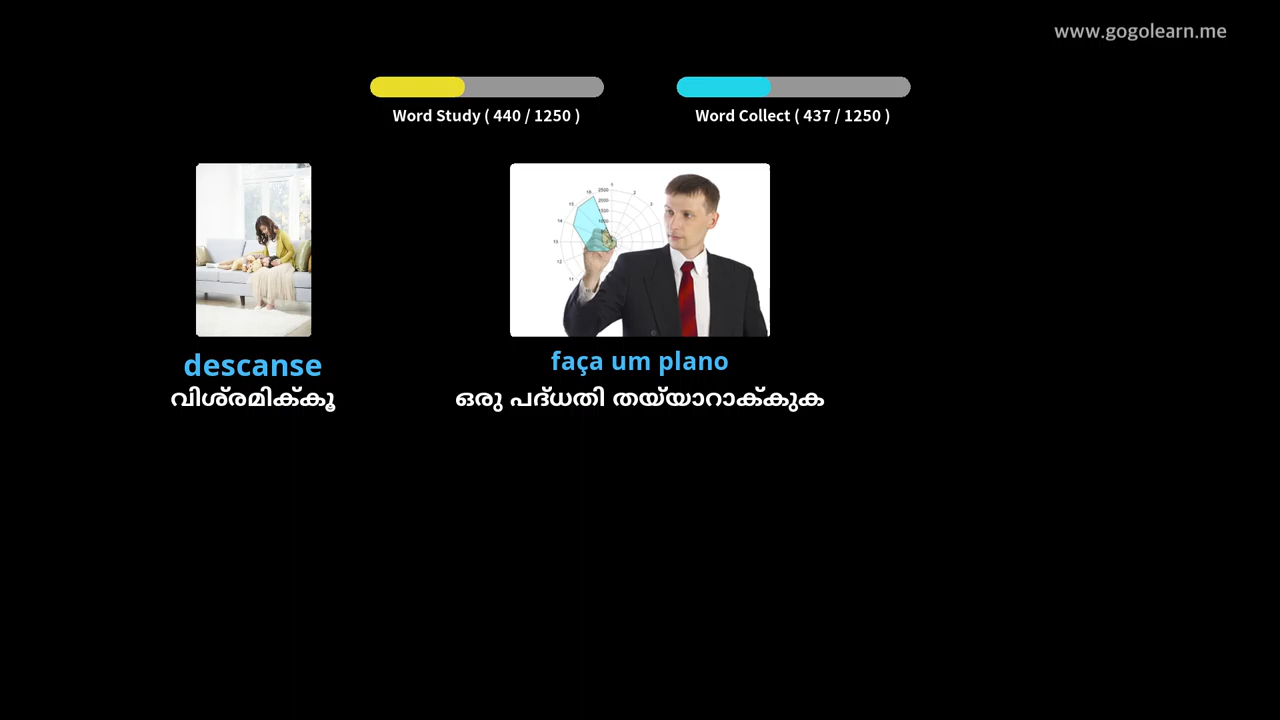 www.gogolearn.me
Word Study ( 440 / 1250 )
Word Collect ( 437 / 1250 )
descanse
വിശ്രമിക്കൂ
faça um plano
ഒരു പദ്ധതി തയ്യാറാക്കുക